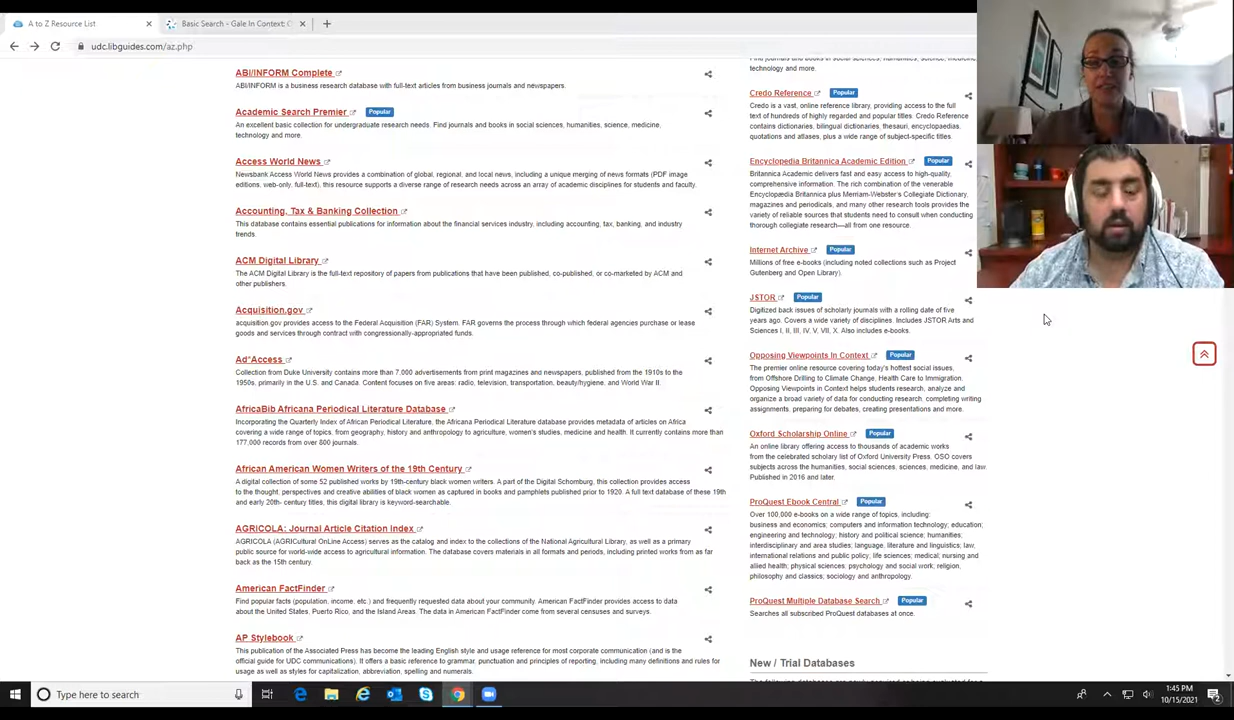 A to Z Resource List
Basic Search - Gale In Context: O
udc.libguides.com/az.php
ABI/INFORM Complete
ABI/INFORM is a business research database with full-text articles from business journals and newspapers.
Academic Search Premier Popular
An excellent basic collection for undergraduate research needs. Find journals and books in social sciences, humanities, science, medicine,
technology and more.
Access World News
Newsbank Access World News provides a combination of global, regional, and local news, including a unique merging of news formats (PDF image
editions, web-only, full-text), this resource supports a diverse range of research needs across an array of academic disciplines for students and faculty.
Accounting, Tax & Banking Collection
This database contains essential publications for information about the financial services industry, including accounting, tax, banking, and industry
trends.
ACM Digital Library
The ACM Digital Library is the full-text repository of papers from publications that have been published, co-published, or co-marketed by ACM and
other publishers.
Acquisition.gov
acquisition.gov provides access to the Federal Acquisition (FAR) System. FAR governs the process through which federal agencies purchase or lease
goods and services through contract with congressionally-appropriated funds.
Ad*Access
Collection from Duke University contains more than 7,000 advertisements from print magazines and newspapers, published from the 1910s to the
1950s, primarily in the U.S. and Canada. Content focuses on five areas: radio, television, transportation, beauty/hygiene, and World War II.
AfricaBib Africana Periodical Literature Database
Incorporating the Quarterly Index of African Periodical Literature, the Africana Periodical Literature database provides metadata of articles on Africa
covering a wide range of topics, from geography, history and anthropology to agriculture, women's studies, medicine and health. It currently contains more than
177,000 records from over 800 journals.
African American Women Writers of the 19th Century
A digital collection of some 52 published works by 19th-century black women writers. A part of the Digital Schomburg, this collection provides access
to the thought, perspectives and creative abilities of black women as captured in books and pamphlets published prior to 1920. A full text database of these 19th
and early 20th- century titles, this digital library is keyword-searchable.
AGRICOLA: Journal Article Citation Index
AGRICOLA (AGRICultural OnLine Access) serves as the catalog and index to the collections of the National Agricultural Library, as well as a primary
public source for world-wide access to agricultural information. The database covers materials in all formats and periods, including printed works from as far
back as the 15th century.
American FactFinder
Find popular facts (population, income, etc.) and frequently requested data about your community. American FactFinder provides access to data
about the United States, Puerto Rico, and the Island Areas. The data in American FactFinder come from several censuses and surveys.
AP Stylebook
This publication of the Associated Press has become the leading English style and usage reference for most corporate communication (and is the
official guide for UDC communications). It offers a basic reference to grammar, punctuation and principles of reporting, including many definitions and rules for
usage as well as styles for capitalization, abbreviation, spelling and numerals.
Find journals and books in social sciences, humanities, science, medicine,
technology and more.
Credo Reference Popular
Credo is a vast, online reference library, providing access to the full
text of hundreds of highly regarded and popular titles. Credo Reference
contains dictionaries, bilingual dictionaries, thesauri, encyclopaedias,
quotations and atlases, plus a wide range of subject-specific titles.
Encyclopedia Britannica Academic Edition Popular
Britannica Academic delivers fast and easy access to high-quality,
comprehensive information. The rich combination of the venerable
Encyclopædia Britannica plus Merriam-Webster's Collegiate Dictionary,
magazines and periodicals, and many other research tools provides the
variety of reliable sources that students need to consult when conducting
thorough collegiate research—all from one resource.
Internet Archive Popular
Millions of free e-books (including noted collections such as Project
Gutenberg and Open Library).
JSTOR Popular
Digitized back issues of scholarly journals with a rolling date of five
years ago. Covers a wide variety of disciplines. Includes JSTOR Arts and
Sciences I, II, III, IV, V, VII, X. Also includes e-books.
Opposing Viewpoints In Context Popular
The premier online resource covering today's hottest social issues,
from Offshore Drilling to Climate Change, Health Care to Immigration.
Opposing Viewpoints in Context helps students research, analyze and
organize a broad variety of data for conducting research, completing writing
assignments, preparing for debates, creating presentations and more.
Oxford Scholarship Online Popular
An online library offering access to thousands of academic works
from the celebrated scholarly list of Oxford University Press. OSO covers
subjects across the humanities, social sciences, sciences, medicine, and law.
Published in 2016 and later.
ProQuest Ebook Central Popular
Over 100,000 e-books on a wide range of topics, including:
business and economics; computers and information technology; education;
engineering and technology; history and political science; humanities;
interdisciplinary and area studies; language, literature and linguistics; law,
international relations and public policy, life sciences; medical; nursing and
allied health; physical sciences, psychology and social work; religion,
philosophy and classics, sociology and anthropology.
ProQuest Multiple Database Search Popular
Searches all subscribed ProQuest databases at once.
New / Trial Databases
Type here to search
1:45 PM
10/15/2021
2